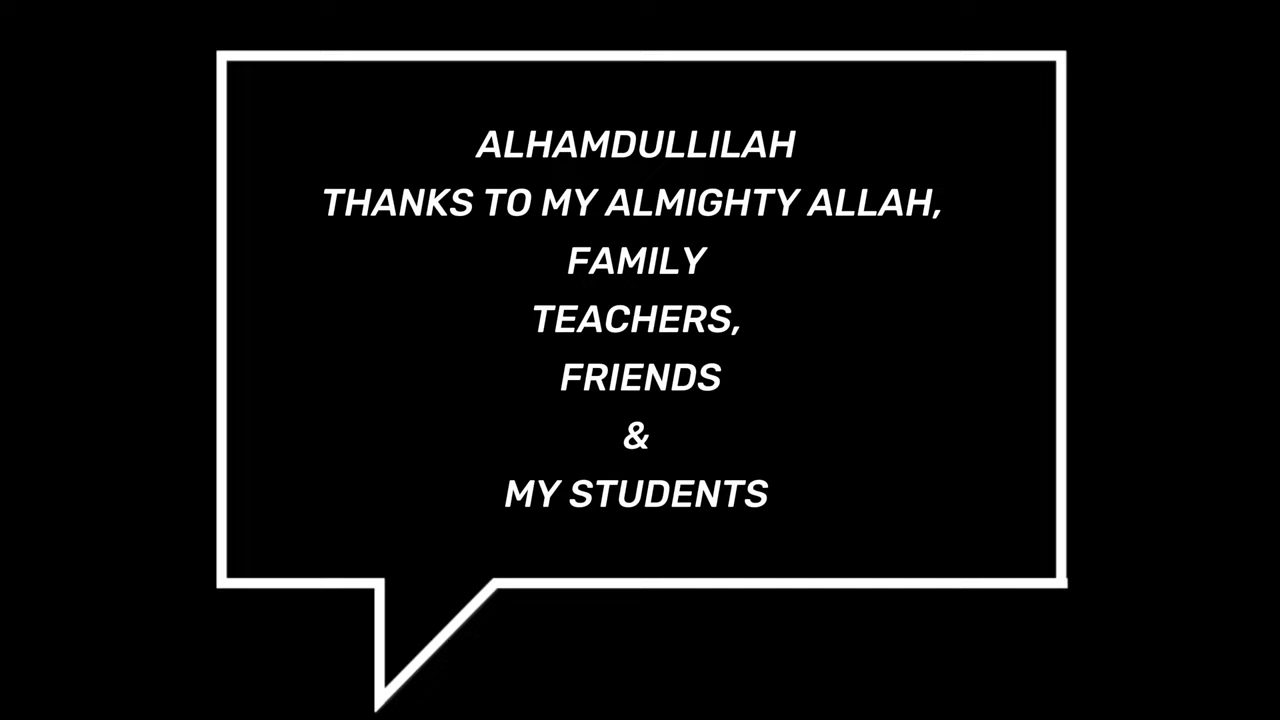 ALHAMDULLILAH
THANKS TO MY ALMIGHTY ALLAH,
FAMILY
TEACHERS,
FRIENDS
&
MY STUDENTS